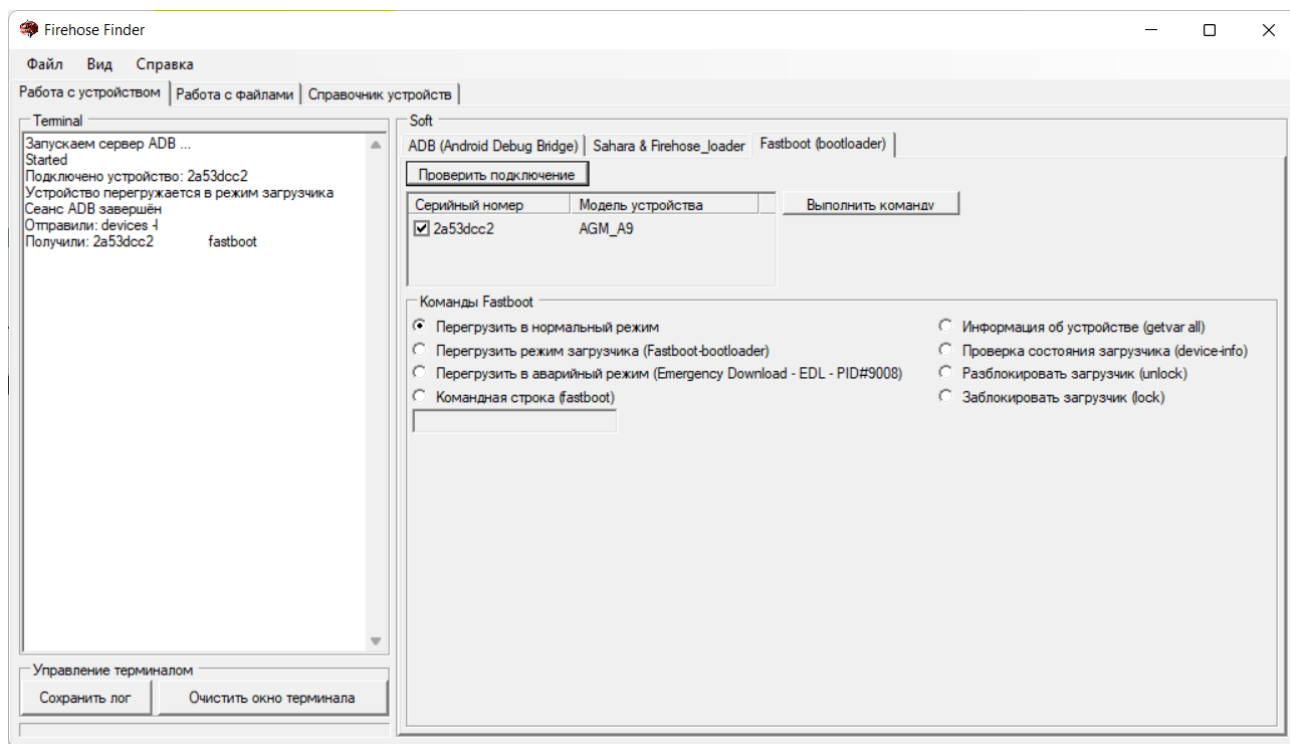 Firehose Finder
Файл Вид Справка
Работа с устройством Работа с файлами Справочник устройств
Terminal
Запускаем сервер ADB ...
Started
Подключено устройство: 2a53dcc2
Устройство перегружается в режим загрузчика
Сеанс ADB завершён
Отправили: devices -l
Получили: 2a53dcc2 fastboot
Управление терминалом
Сохранить лог Очистить окно терминала
Soft
ADB (Android Debug Bridge) Sahara & Firehose_loader Fastboot (bootloader)
Проверить подключение
Серийный номер Модель устройства Выполнить команду
2a53dcc2 AGM_A9
Команды Fastboot
Перегрузить в нормальный режим
Перегрузить режим загрузчика (Fastboot-bootloader)
Перегрузить в аварийный режим (Emergency Download - EDL - PID#9008)
Командная строка (fastboot)
Информация об устройстве (getvar all)
Проверка состояния загрузчика (device-info)
Разблокировать загрузчик (unlock)
Заблокировать загрузчик (lock)